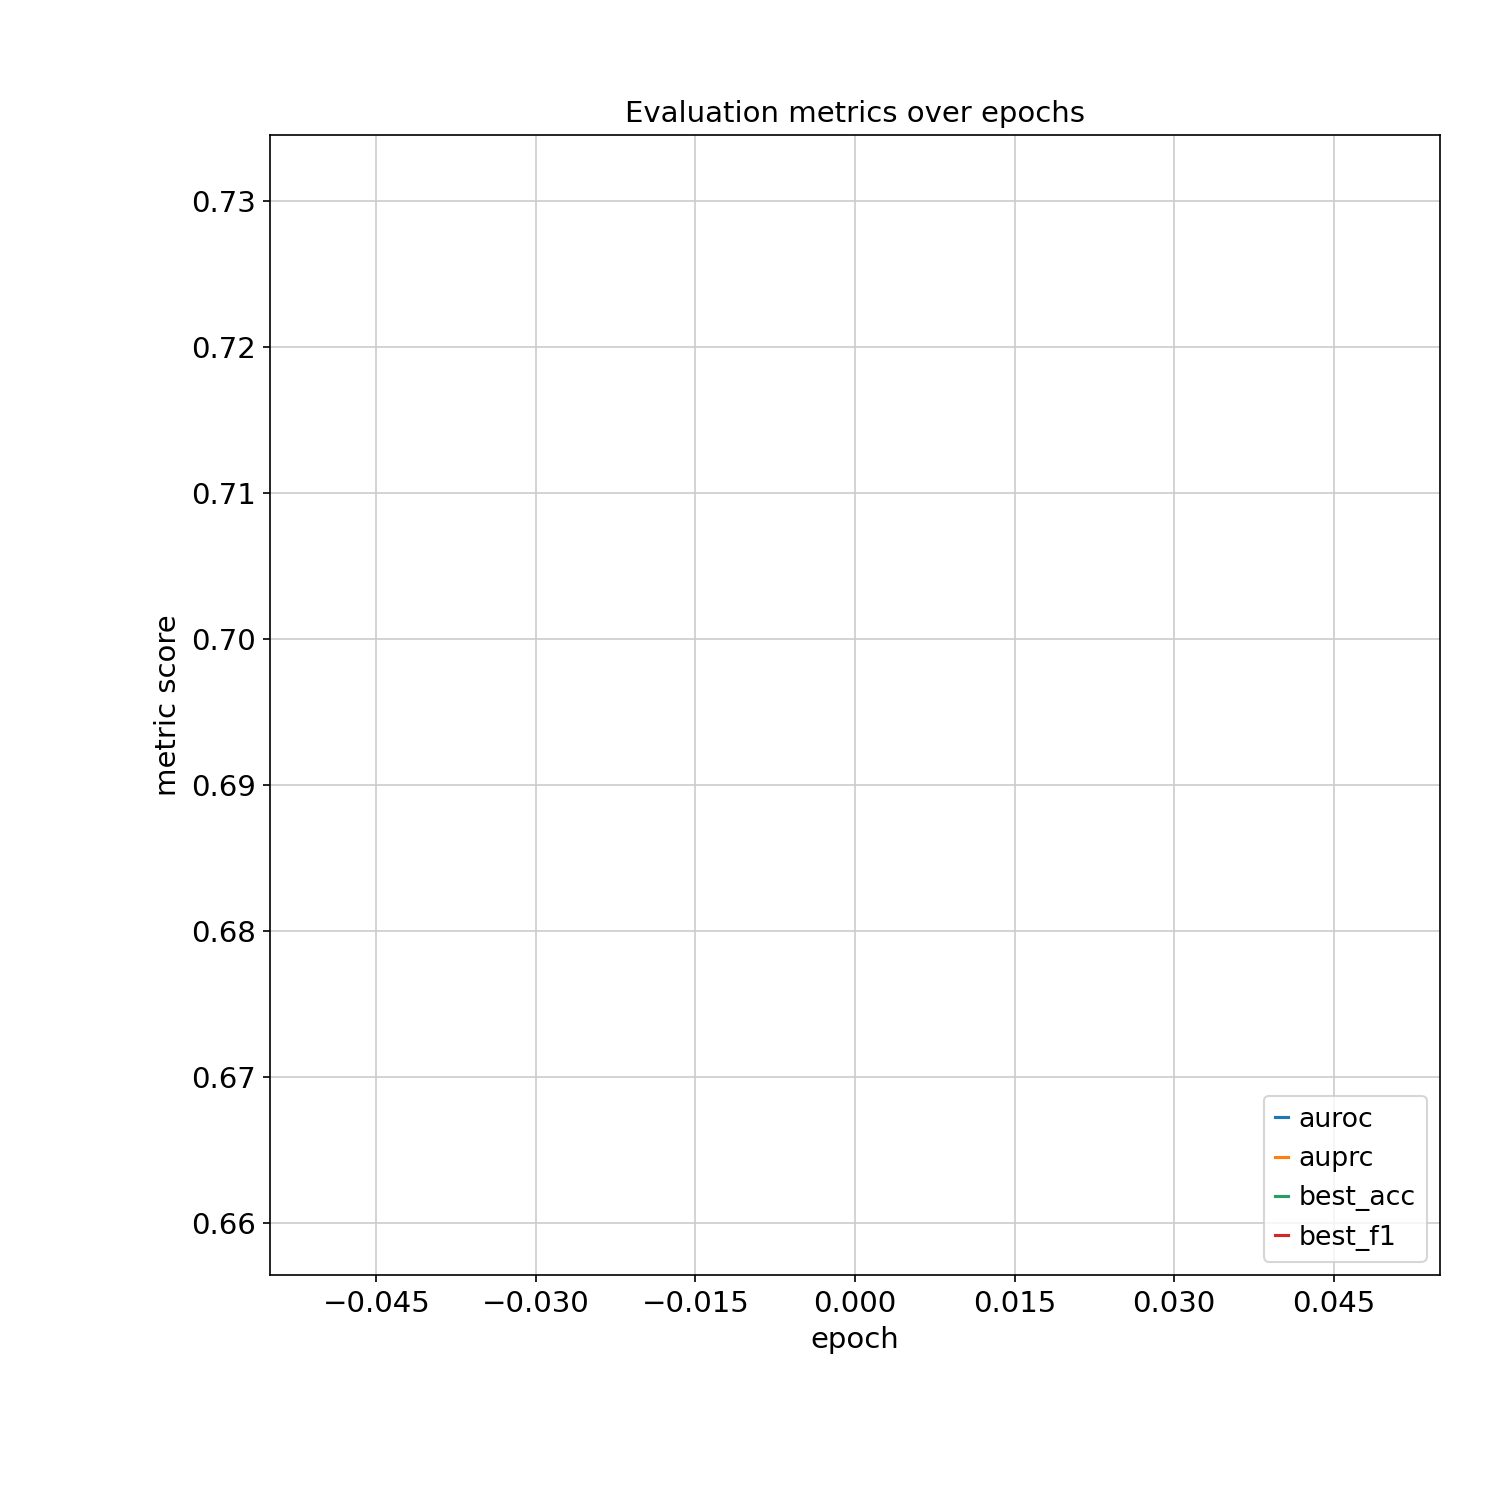 Evaluation metrics over epochs
0.73
0.72
0.71
0.70
0.69
0.68
0.67
0.66
metric score
auroc
auprc
best_acc
best_f1
−0.045 −0.030 −0.015 0.000 0.015 0.030 0.045
epoch